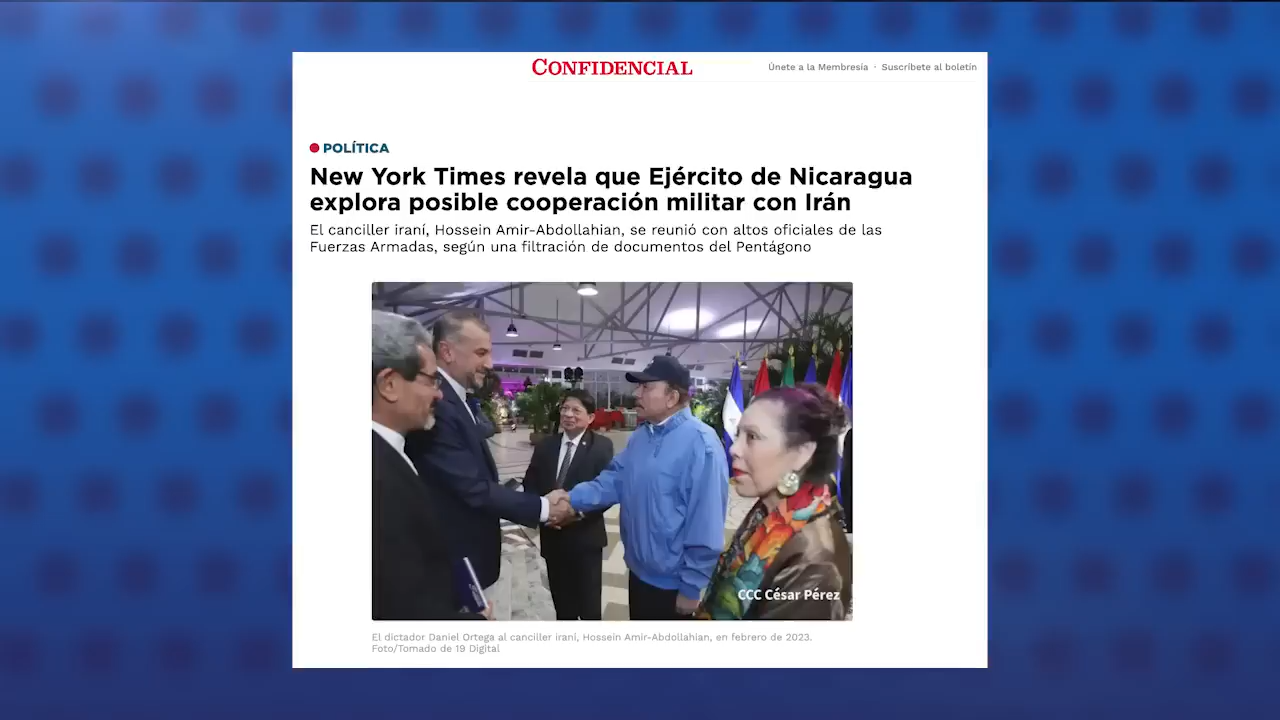 CONFIDENCIAL
Únete a la Membresia · Suscríbete al boletín
POLÍTICA
New York Times revela que Ejército de Nicaragua
explora posible cooperación militar con Irán
El canciller iraní, Hossein Amir-Abdollahian, se reunió con altos oficiales de las
Fuerzas Armadas, según una filtración de documentos del Pentágono
CCC César Pérez
El dictador Daniel Ortega al canciller iraní, Hossein Amir-Abdollahian, en febrero de 2023.
Foto/Tomado de 19 Digital